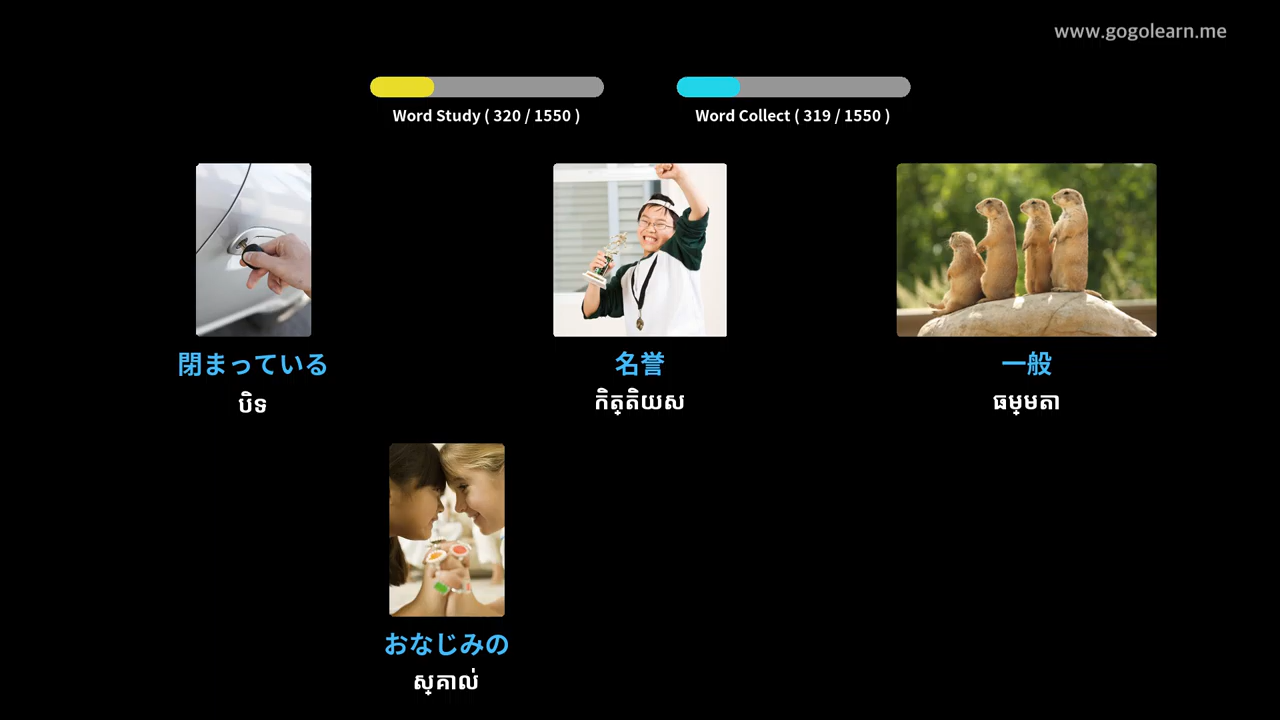 www.gogolearn.me
Word Study ( 320 / 1550 )
Word Collect ( 319 / 1550 )
閉まっている
បិទ
名誉
កិត្តិយស
一般
ធម្មតា
おなじみの
ស្គាល់